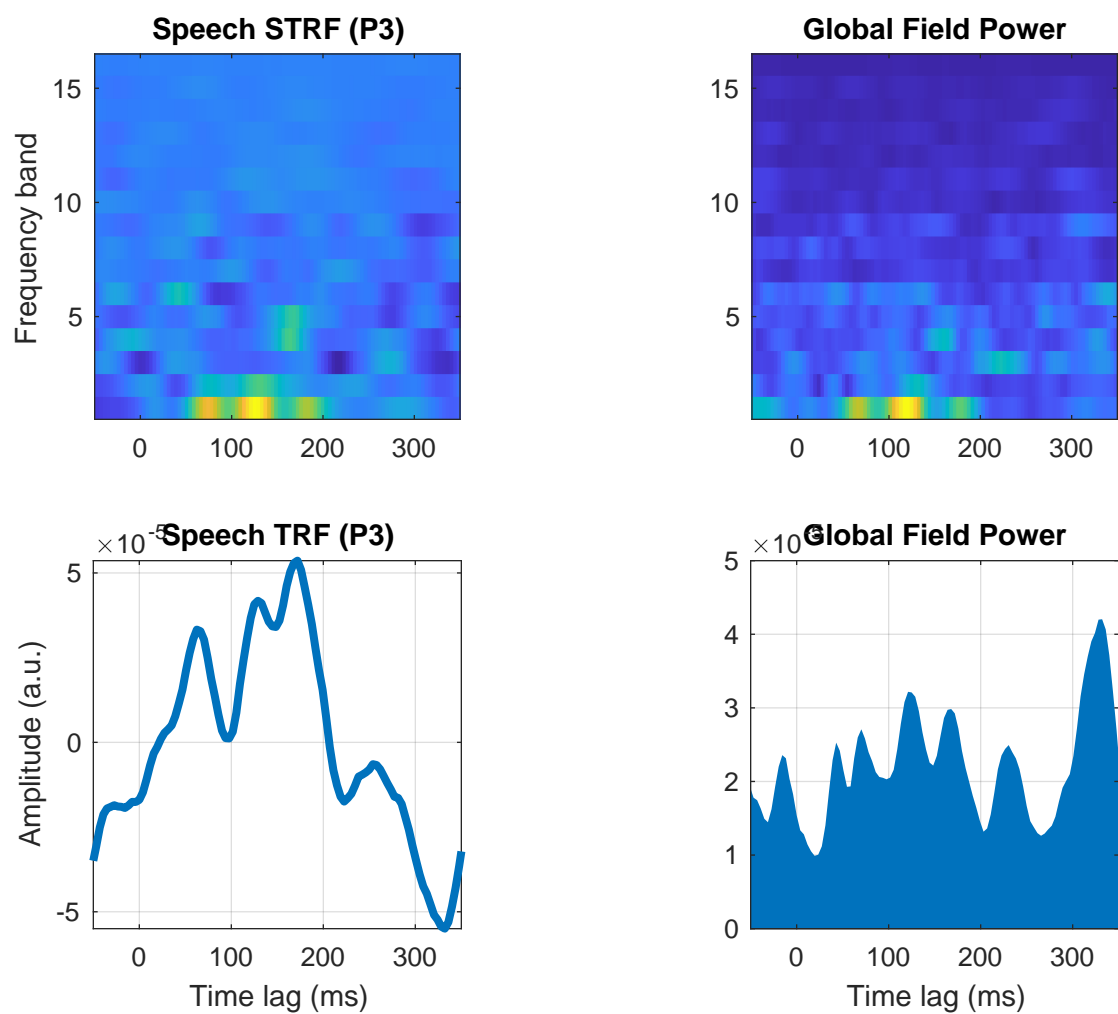 Speech STRF (P3)
Frequency band
15
10
5
0 100 200 300
Global Field Power
15
10
5
0 100 200 300
Speech TRF (P3)
×10
Amplitude (a.u.)
5
0
-5
0 100 200 300
Time lag (ms)
Global Field Power
×10
5
4
3
2
1
0
0 100 200 300
Time lag (ms)